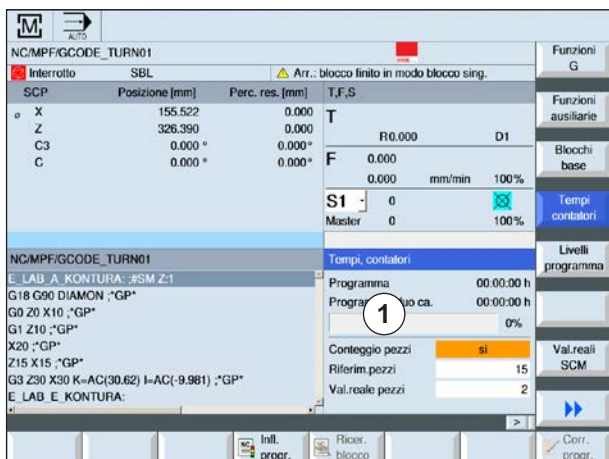 M
AUTO
NC/MPF/GCODE_TURN01
Interrotto SBL Arr.: blocco finito in modo blocco sing.
SCP Posizione [mm] Perc. res. [mm] T,F,S
ø X 155.522 0.000
Z 326.390 0.000
C3 0.000 ° 0.000°
C 0.000 ° 0.000°
T
R0.000 D1
F 0.000
0.000 mm/min 100%
S1 0
Master 0 100%
NC/MPF/GCODE_TURN01
E_LAB_A_KONTURA: ;#SM Z:1
G18 G90 DIAMON ;*GP*
G0 Z0 X10 ;*GP*
G1 Z10 ;*GP*
X20 ;*GP*
Z15 X15 ;*GP*
G3 Z30 X30 K=AC(30.62) I=AC(-9.981) ;*GP*
E_LAB_E_KONTURA:
Tempi, contatori
Programma 00:00:00 h
duo ca. 00:00:00 h
1
0%
Conteggio pezzi sì
Riferim.pezzi 15
Val.reale pezzi 2
>
Funzioni
G
Funzioni
ausiliarie
Blocchi
base
Tempi
contatori
Livelli
programma
Val.reali
SCM
NC Infl.
progr.
Ricer.
blocco
Corr.
progr.